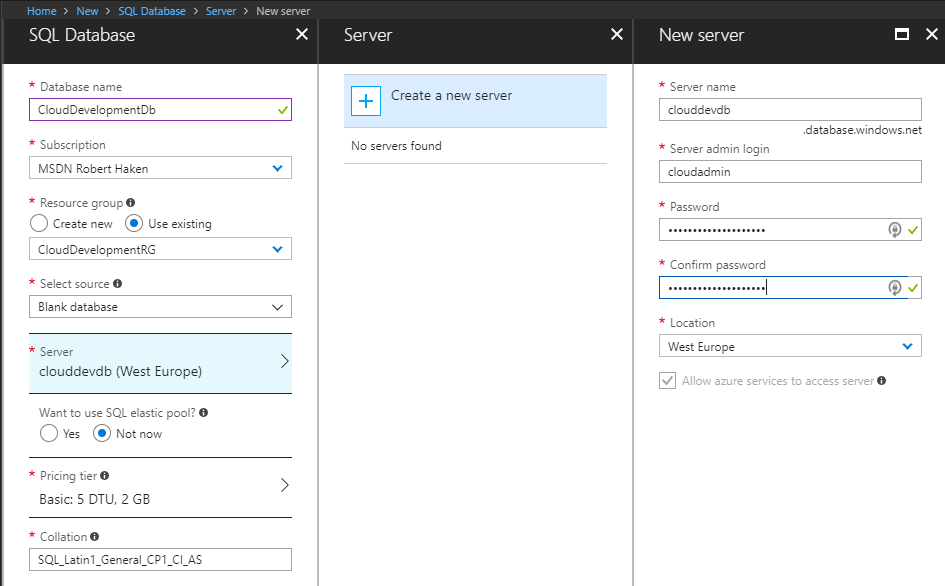 Home > New > SQL Database > Server > New server
SQL Database
* Database name
CloudDevelopmentDb
* Subscription
MSDN Robert Haken
* Resource group
Create new Use existing
CloudDevelopmentRG
* Select source
Blank database
* Server
clouddevdb (West Europe)
Want to use SQL elastic pool?
Yes Not now
* Pricing tier
Basic: 5 DTU, 2 GB
* Collation
SQL_Latin1_General_CP1_CI_AS
Server
Create a new server
No servers found
New server
* Server name
clouddevdb
.database.windows.net
* Server admin login
cloudadmin
* Password
••••••••••••••••••••
* Confirm password
••••••••••••••••••••
* Location
West Europe
Allow azure services to access server